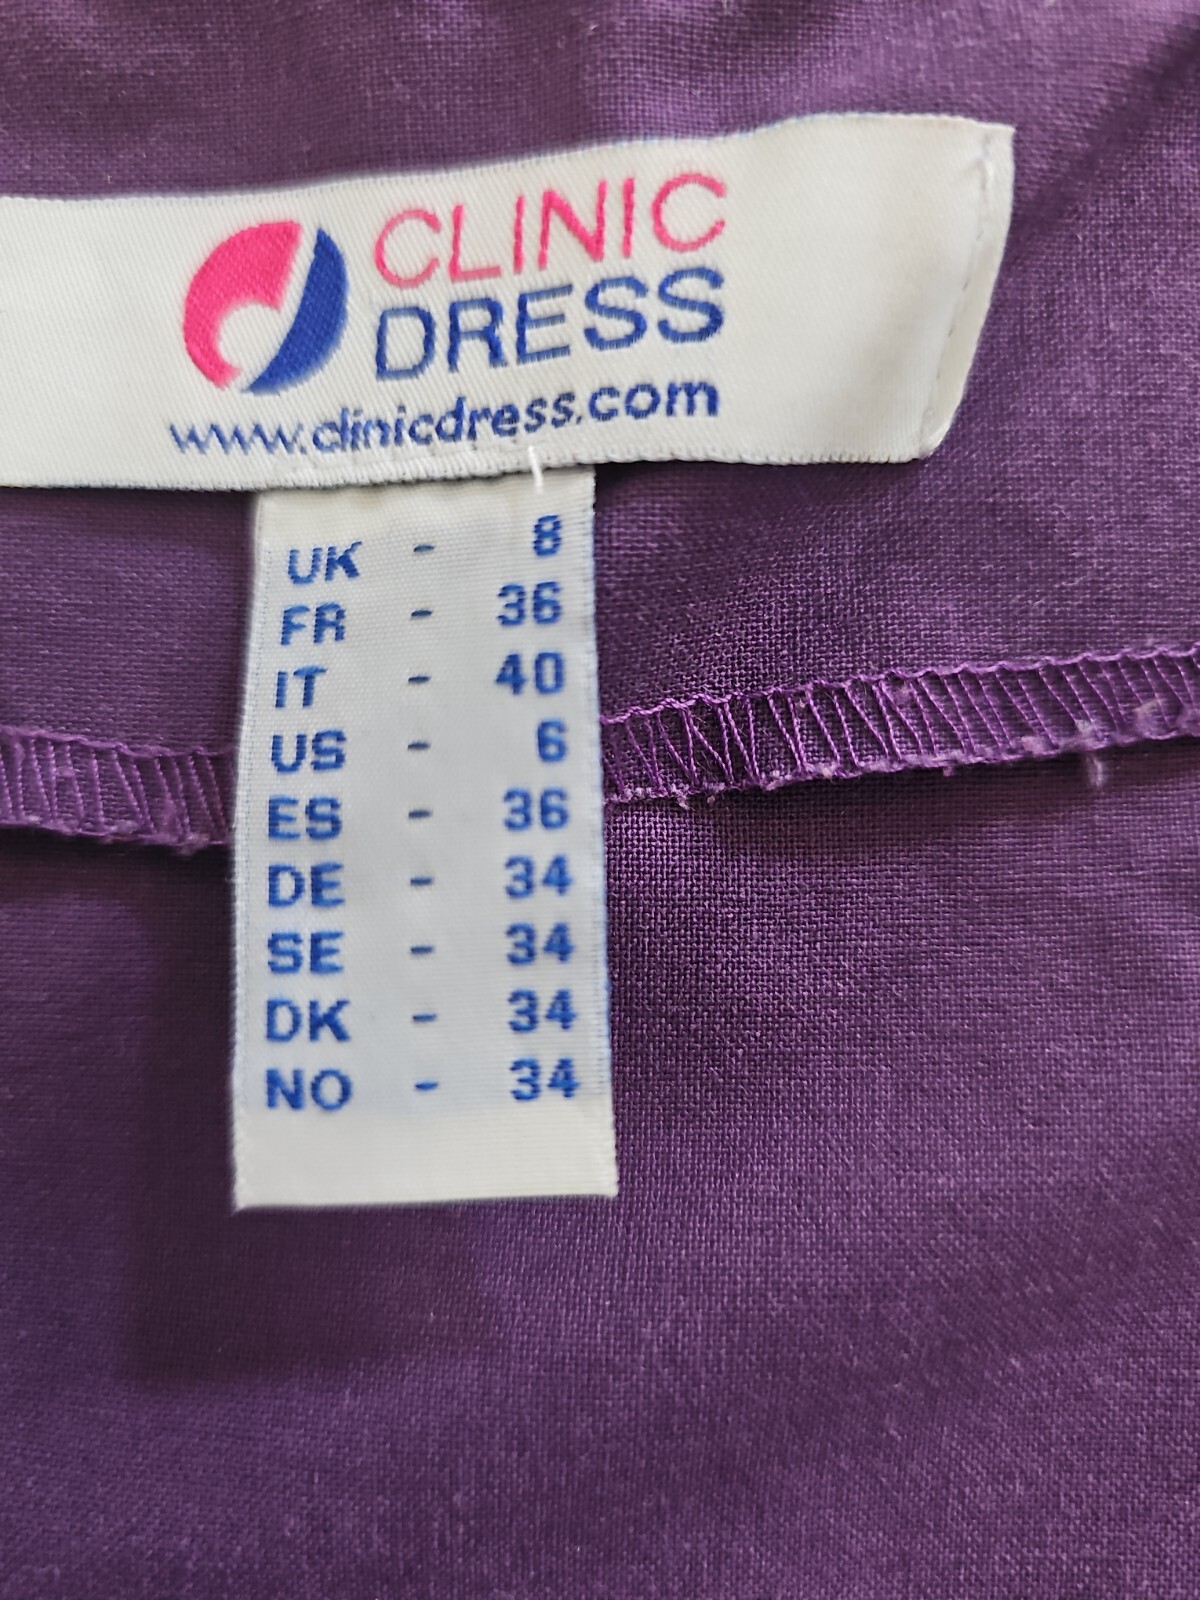 CLINIC
DRESS
www.clinicdress.com
UK - 8
FR - 36
IT - 40
US - 6
ES - 36
DE - 34
SE - 34
DK - 34
NO - 34